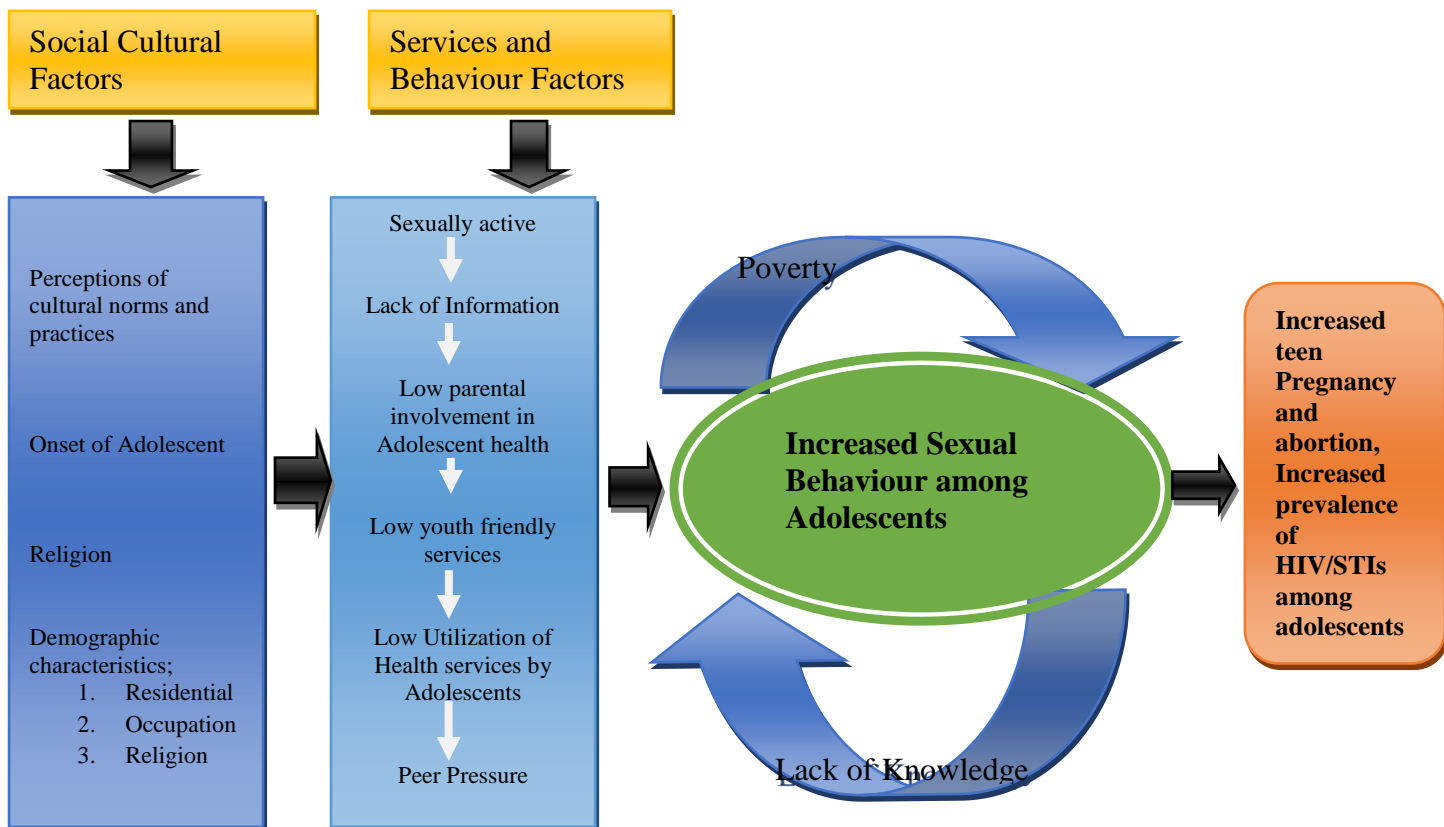 Social Cultural
Factors
Services and
Behaviour Factors
Perceptions of
cultural norms and
practices
Onset of Adolescent
Religion
Demographic
characteristics;
1. Residential
2. Occupation
3. Religion
Sexually active
Lack of Information
Low parental
involvement in
Adolescent health
Low youth friendly
services
Low Utilization of
Health services by
Adolescents
Peer Pressure
Poverty
Increased Sexual
Behaviour among
Adolescents
Lack of Knowledge
Increased
teen
Pregnancy
and
abortion,
Increased
prevalence
of
HIV/STIs
among
adolescents